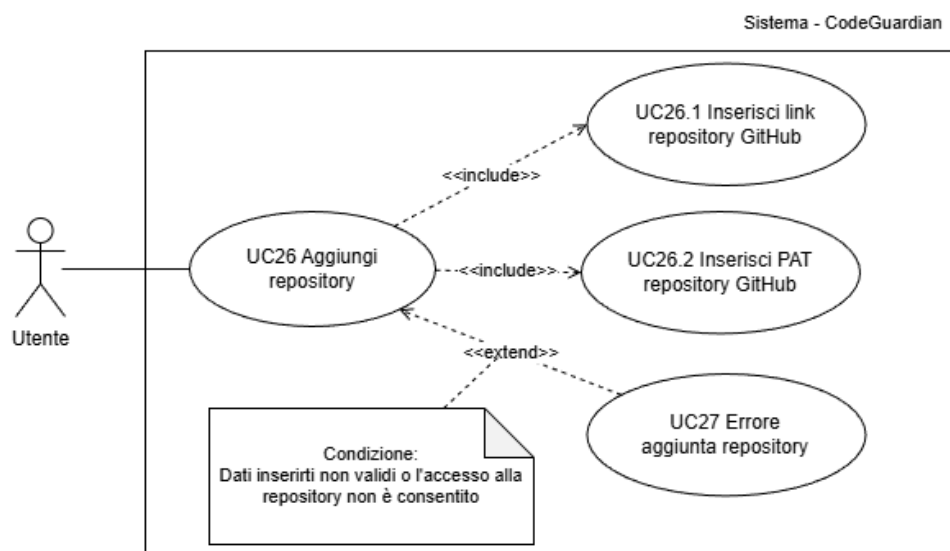 Sistema - CodeGuardian
UC26.1 Inserisci link
repository GitHub
<<include>>
UC26 Aggiungi
repository
<<include>>
UC26.2 Inserisci PAT
repository GitHub
Utente
<<extend>>
UC27 Errore
aggiunta repository
Condizione:
Dati inserirti non validi o l'accesso alla
repository non è consentito